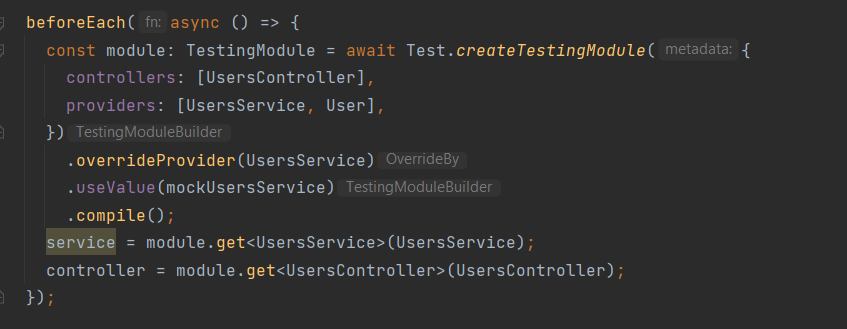 beforeEach( fn: async () => {
  const module: TestingModule = await Test.createTestingModule( metadata: {
    controllers: [UsersController],
    providers: [UsersService, User],
  }) TestingModuleBuilder
    .overrideProvider(UsersService) OverrideBy
    .useValue(mockUsersService) TestingModuleBuilder
    .compile();
  service = module.get<UsersService>(UsersService);
  controller = module.get<UsersController>(UsersController);
});